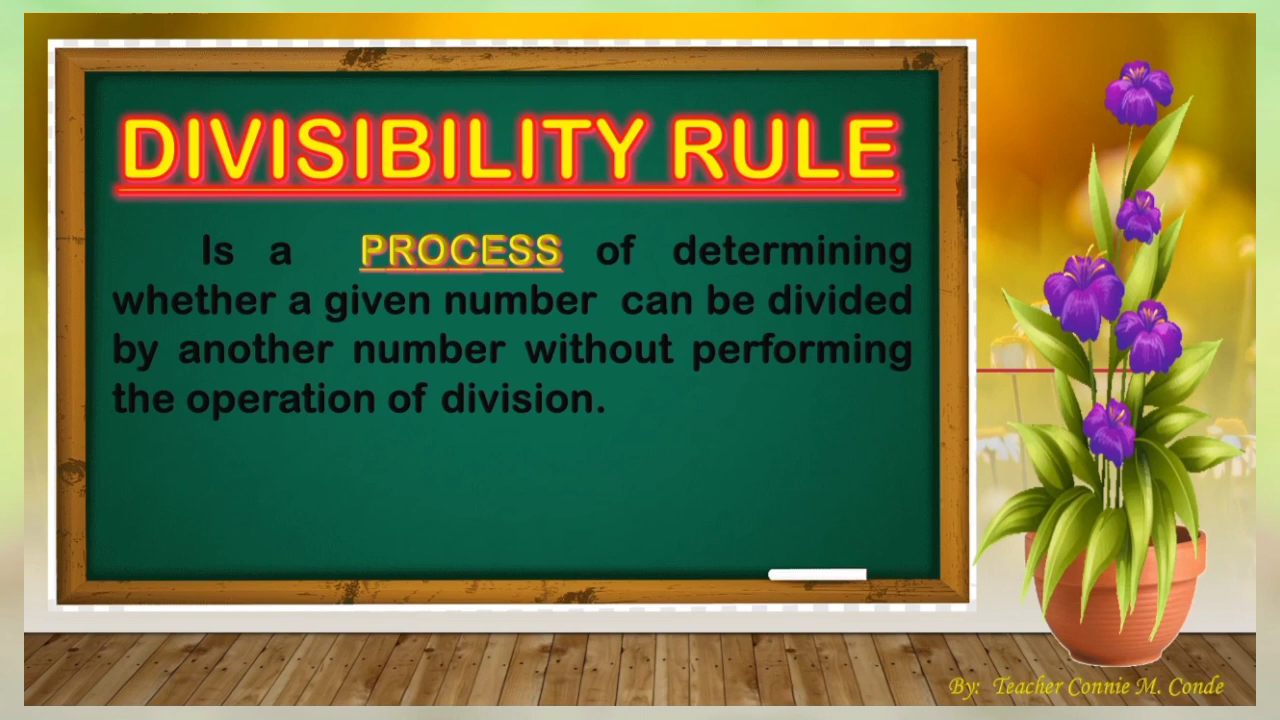 DIVISIBILITY RULE
Is a PROCESS of determining
whether a given number can be divided
by another number without performing
the operation of division.
By: Teacher Connie M. Conde